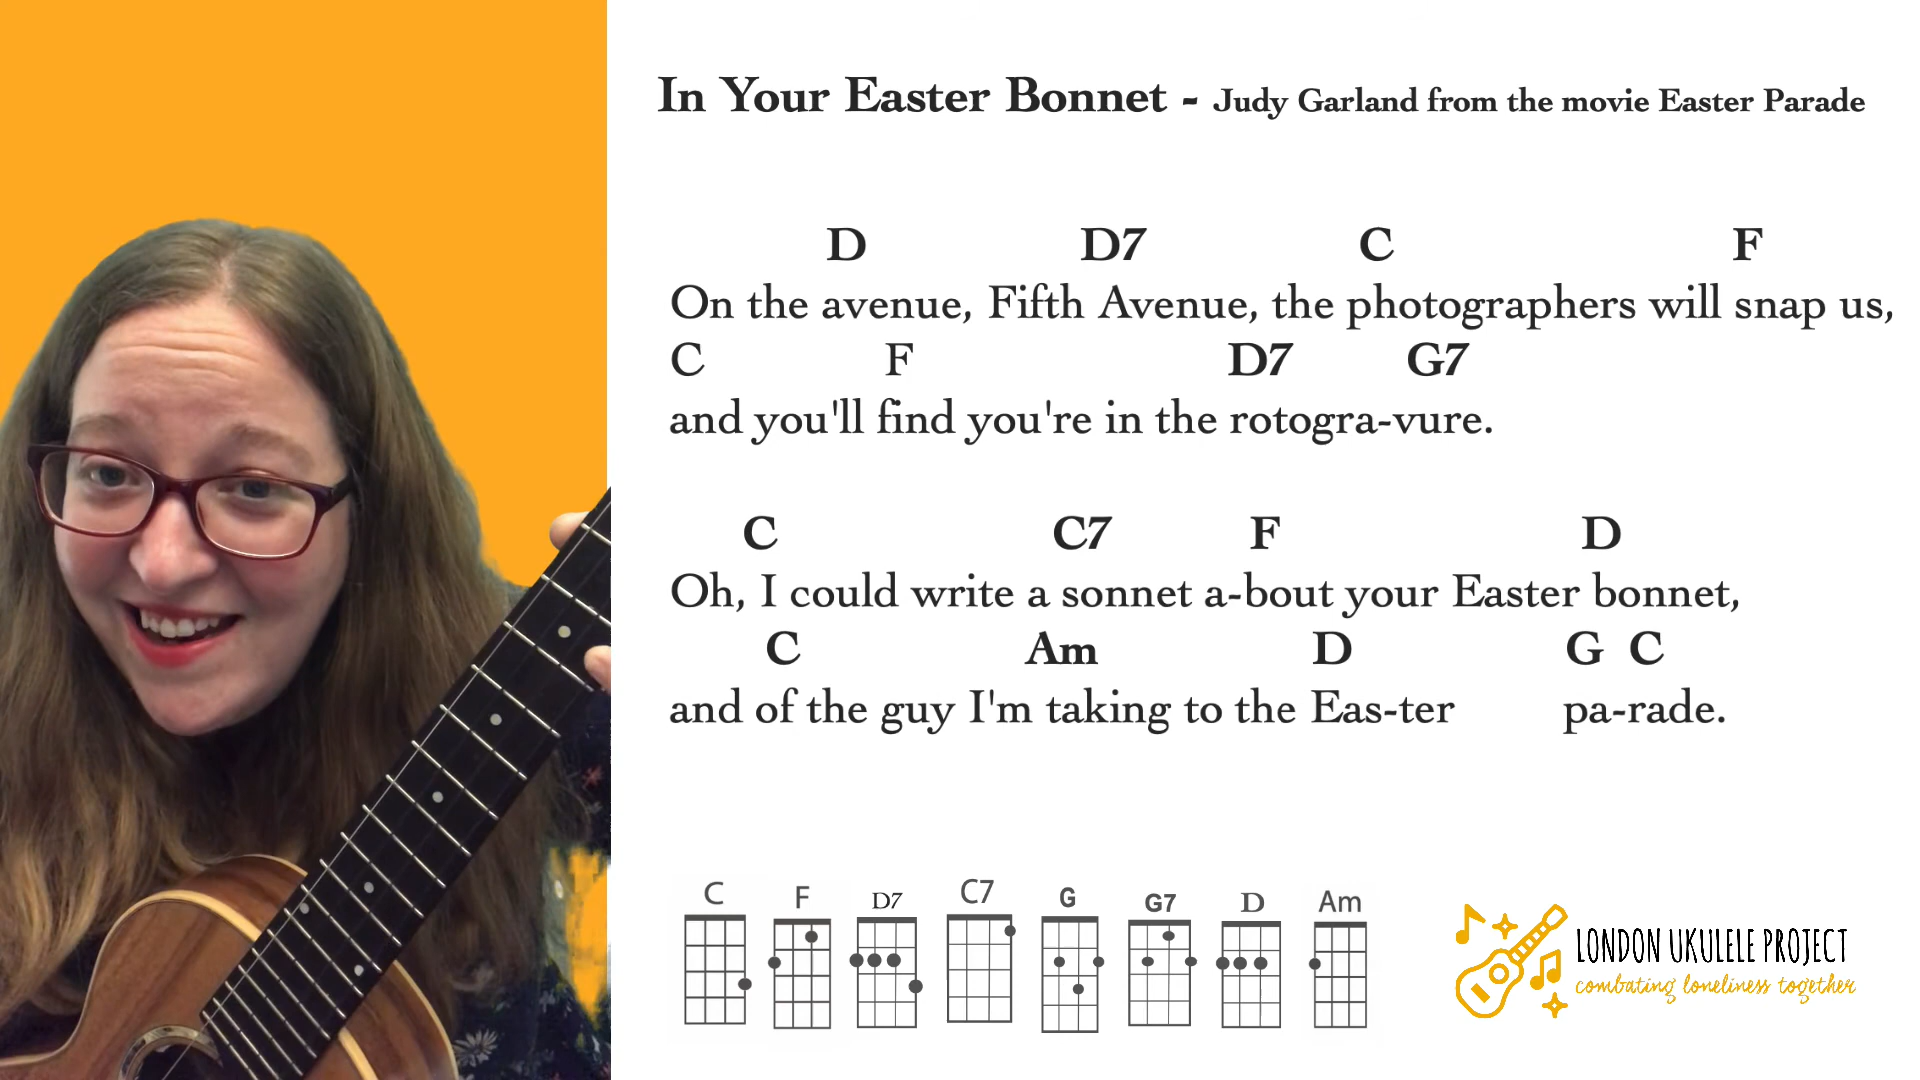 In Your Easter Bonnet - Judy Garland from the movie Easter Parade
D D7 C F
On the avenue, Fifth Avenue, the photographers will snap us,
C F D7 G7
and you'll find you're in the rotogra-vure.
C C7 F D
Oh, I could write a sonnet a-bout your Easter bonnet,
C Am D G C
and of the guy I'm taking to the Eas-ter pa-rade.
C F D7 C7 G G7 D Am
LONDON UKULELE PROJECT
combating loneliness together